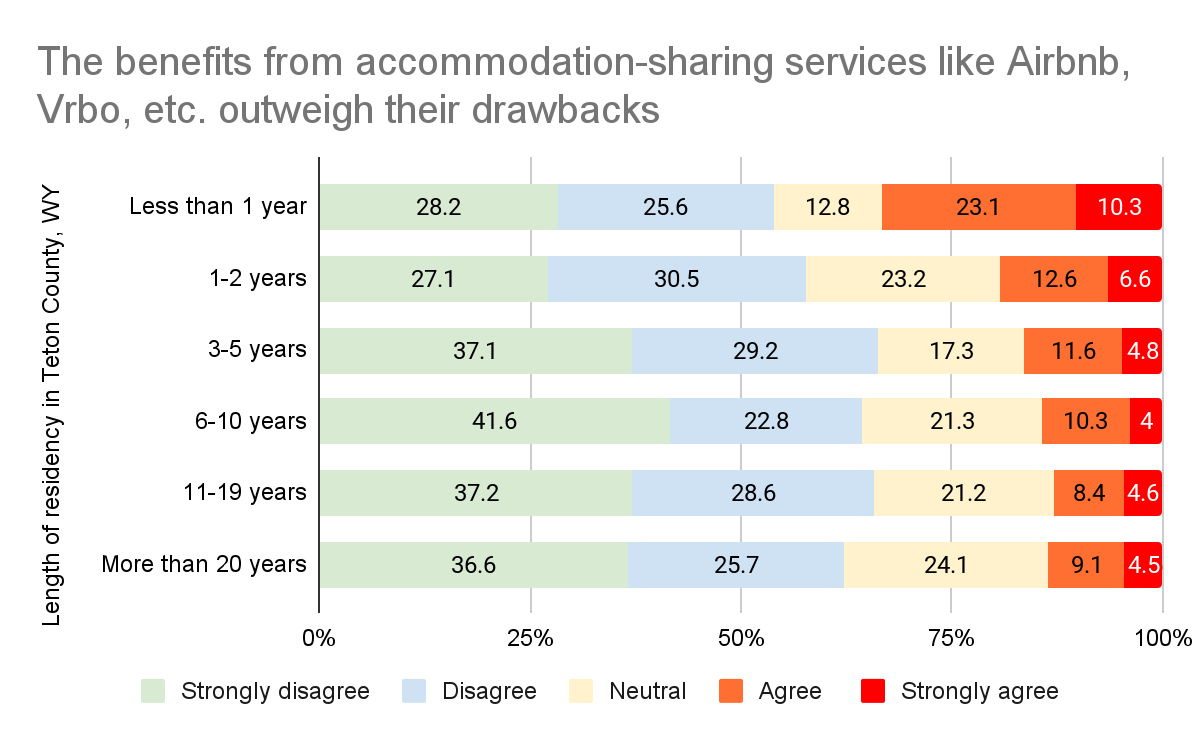 The benefits from accommodation-sharing services like Airbnb,
Vrbo, etc. outweigh their drawbacks
Length of residency in Teton County, WY
Less than 1 year 28.2 25.6 12.8 23.1 10.3
1-2 years 27.1 30.5 23.2 12.6 6.6
3-5 years 37.1 29.2 17.3 11.6 4.8
6-10 years 41.6 22.8 21.3 10.3 4
11-19 years 37.2 28.6 21.2 8.4 4.6
More than 20 years 36.6 25.7 24.1 9.1 4.5
0% 25% 50% 75% 100%
Strongly disagree Disagree Neutral Agree Strongly agree